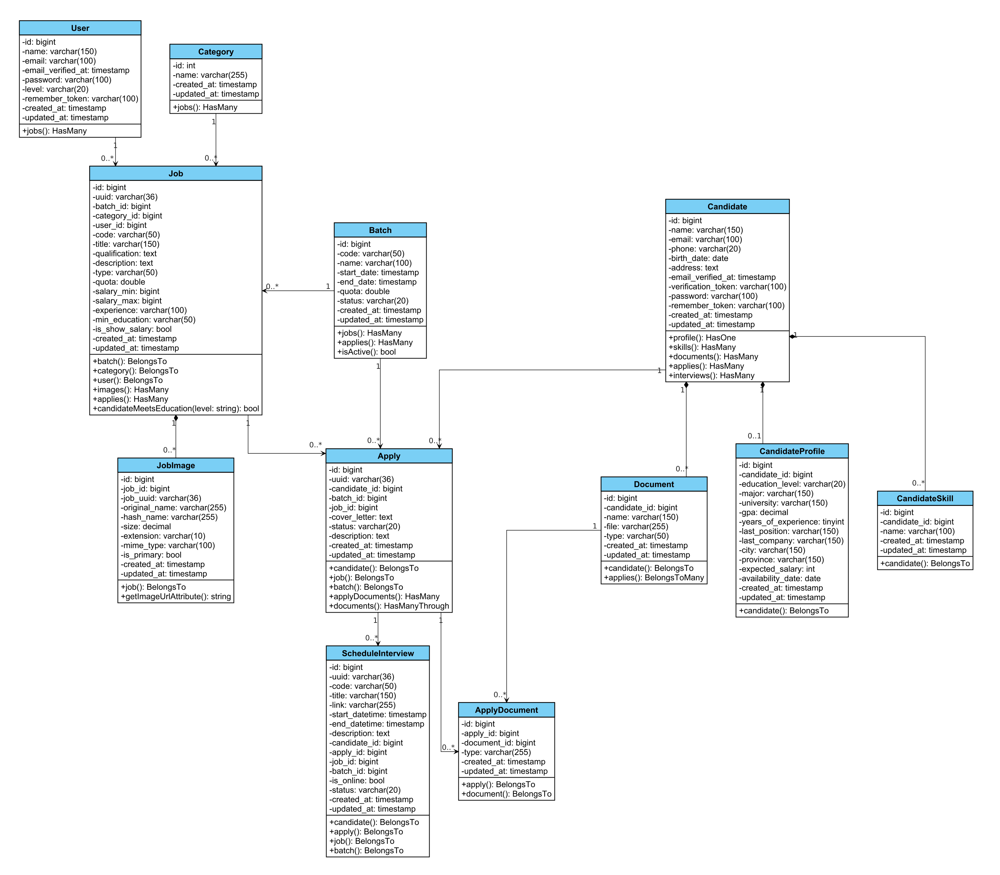 User
-id: bigint
-name: varchar(150)
-email: varchar(100)
-email_verified_at: timestamp
-password: varchar(100)
-level: varchar(20)
-remember_token: varchar(100)
-created_at: timestamp
-updated_at: timestamp
+jobs(): HasMany
1
0..*
Category
-id: int
-name: varchar(255)
-created_at: timestamp
-updated_at: timestamp
+jobs(): HasMany
1
0..*
Job
-id: bigint
-uuid: varchar(36)
-batch_id: bigint
-category_id: bigint
-user_id: bigint
-code: varchar(50)
-title: varchar(150)
-qualification: text
-description: text
-type: varchar(50)
-quota: double
-salary_min: bigint
-salary_max: bigint
-experience: varchar(100)
-min_education: varchar(50)
-is_show_salary: bool
-created_at: timestamp
-updated_at: timestamp
+batch(): BelongsTo
+category(): BelongsTo
+user(): BelongsTo
+images(): HasMany
+applies(): HasMany
+candidateMeetsEducation(level: string): bool
0..*
1
Batch
-id: bigint
-code: varchar(50)
-name: varchar(100)
-start_date: timestamp
-end_date: timestamp
-quota: double
-status: varchar(20)
-created_at: timestamp
-updated_at: timestamp
+jobs(): HasMany
+applies(): HasMany
+isActive(): bool
1
0..*
Candidate
-id: bigint
-name: varchar(150)
-email: varchar(100)
-phone: varchar(20)
-birth_date: date
-address: text
-email_verified_at: timestamp
-verification_token: varchar(100)
-password: varchar(100)
-remember_token: varchar(100)
-created_at: timestamp
-updated_at: timestamp
+profile(): HasOne
+skills(): HasMany
+documents(): HasMany
+applies(): HasMany
+interviews(): HasMany
1
1
0..*
1
1
1
0..*
1
0..*
JobImage
-id: bigint
-job_id: bigint
-job_uuid: varchar(36)
-original_name: varchar(255)
-hash_name: varchar(255)
-size: decimal
-extension: varchar(10)
-mime_type: varchar(100)
-is_primary: bool
-created_at: timestamp
-updated_at: timestamp
+job(): BelongsTo
+getImageUrlAttribute(): string
Apply
-id: bigint
-uuid: varchar(36)
-candidate_id: bigint
-batch_id: bigint
-job_id: bigint
-cover_letter: text
-status: varchar(20)
-description: text
-created_at: timestamp
-updated_at: timestamp
+candidate(): BelongsTo
+job(): BelongsTo
+batch(): BelongsTo
+applyDocuments(): HasMany
+documents(): HasManyThrough
0..*
Document
-id: bigint
-candidate_id: bigint
-name: varchar(150)
-file: varchar(255)
-type: varchar(50)
-created_at: timestamp
-updated_at: timestamp
+candidate(): BelongsTo
+applies(): BelongsToMany
1
0..1
CandidateProfile
-id: bigint
-candidate_id: bigint
-education_level: varchar(20)
-major: varchar(150)
-university: varchar(150)
-gpa: decimal
-years_of_experience: tinyint
-last_position: varchar(150)
-last_company: varchar(150)
-city: varchar(150)
-province: varchar(150)
-expected_salary: int
-availability_date: date
-created_at: timestamp
-updated_at: timestamp
+candidate(): BelongsTo
0..*
CandidateSkill
-id: bigint
-candidate_id: bigint
-name: varchar(100)
-created_at: timestamp
-updated_at: timestamp
+candidate(): BelongsTo
1
0..*
1
ScheduleInterview
-id: bigint
-uuid: varchar(36)
-code: varchar(50)
-title: varchar(150)
-link: varchar(255)
-start_datetime: timestamp
-end_datetime: timestamp
-description: text
-candidate_id: bigint
-apply_id: bigint
-job_id: bigint
-batch_id: bigint
-is_online: bool
-status: varchar(20)
-created_at: timestamp
-updated_at: timestamp
+candidate(): BelongsTo
+apply(): BelongsTo
+job(): BelongsTo
+batch(): BelongsTo
0..*
0..*
ApplyDocument
-id: bigint
-apply_id: bigint
-document_id: bigint
-type: varchar(255)
-created_at: timestamp
-updated_at: timestamp
+apply(): BelongsTo
+document(): BelongsTo